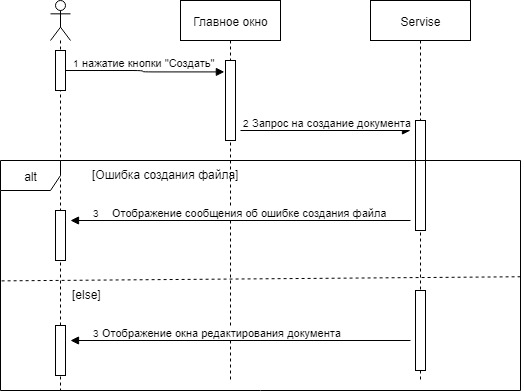 Главное окно
Servise
1 нажатие кнопки "Создать"
2 Запрос на создание документа
alt
[Ошибка создания файла]
3 Отображение сообщения об ошибке создания файла
[else]
3 Отображение окна редактирования документа